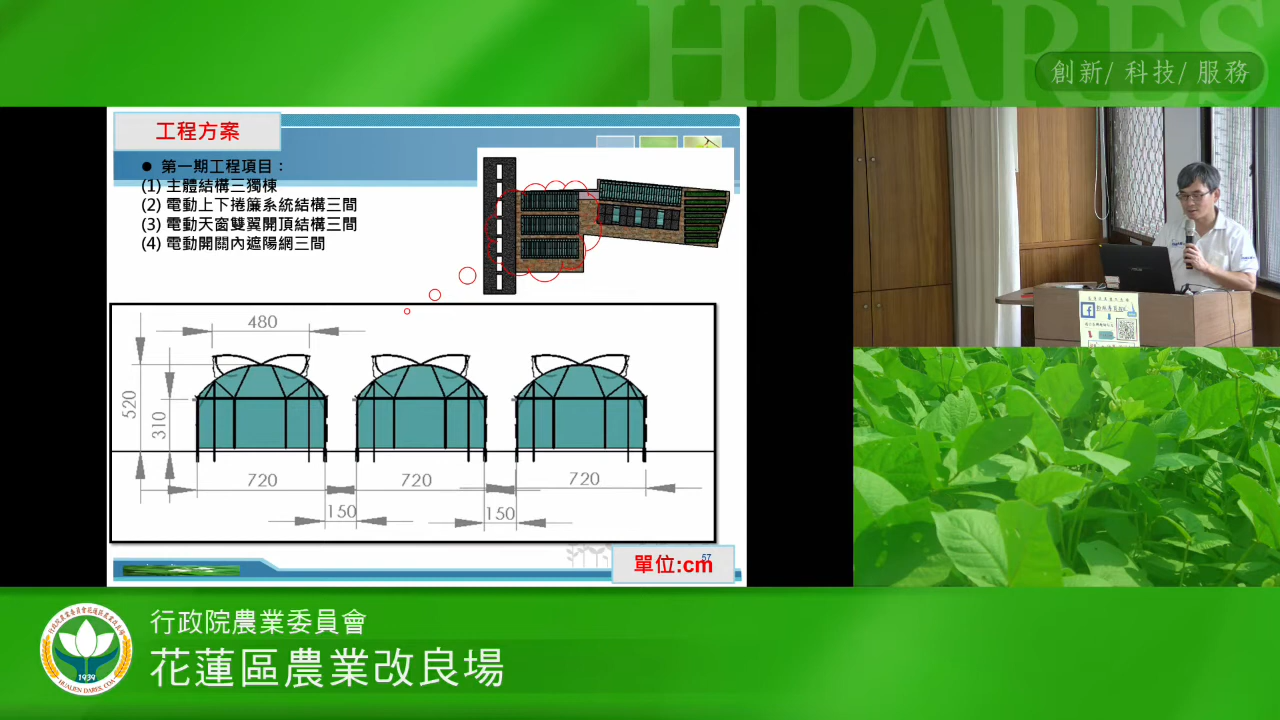 HDARES
創新/ 科技/ 服務
工程方案
● 第一期工程項目：
(1) 主體結構三獨棟
(2) 電動上下捲簾系統結構三間
(3) 電動天窗雙翼開頂結構三間
(4) 電動開關內遮陽網三間
480
520
310
720
720
720
150
150
單位:cm
57
行政院農業委員會
花蓮區農業改良場
1939
HUALIEN DARES, COA